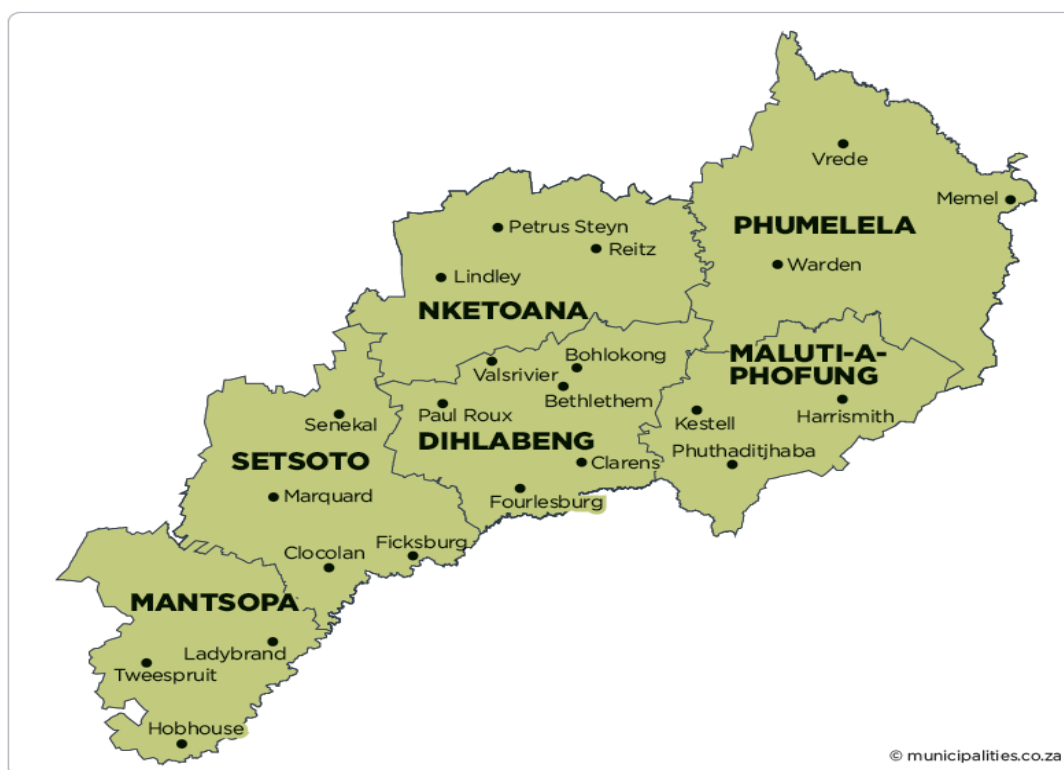 Vrede
Memel
PHUMELELA
Petrus Steyn
Reitz
Warden
Lindley
NKETOANA
MALUTI-A-
PHOFUNG
Bohlokong
Valsrivier
Bethlethem
Paul Roux
Kestell
Harrismith
Senekal
DIHLABENG
Phuthaditjhaba
SETSOTO
Clarens
Marquard
Fourlesburg
Clocolan
Ficksburg
MANTSOPA
Ladybrand
Tweespruit
Hobhouse
© municipalities.co.za